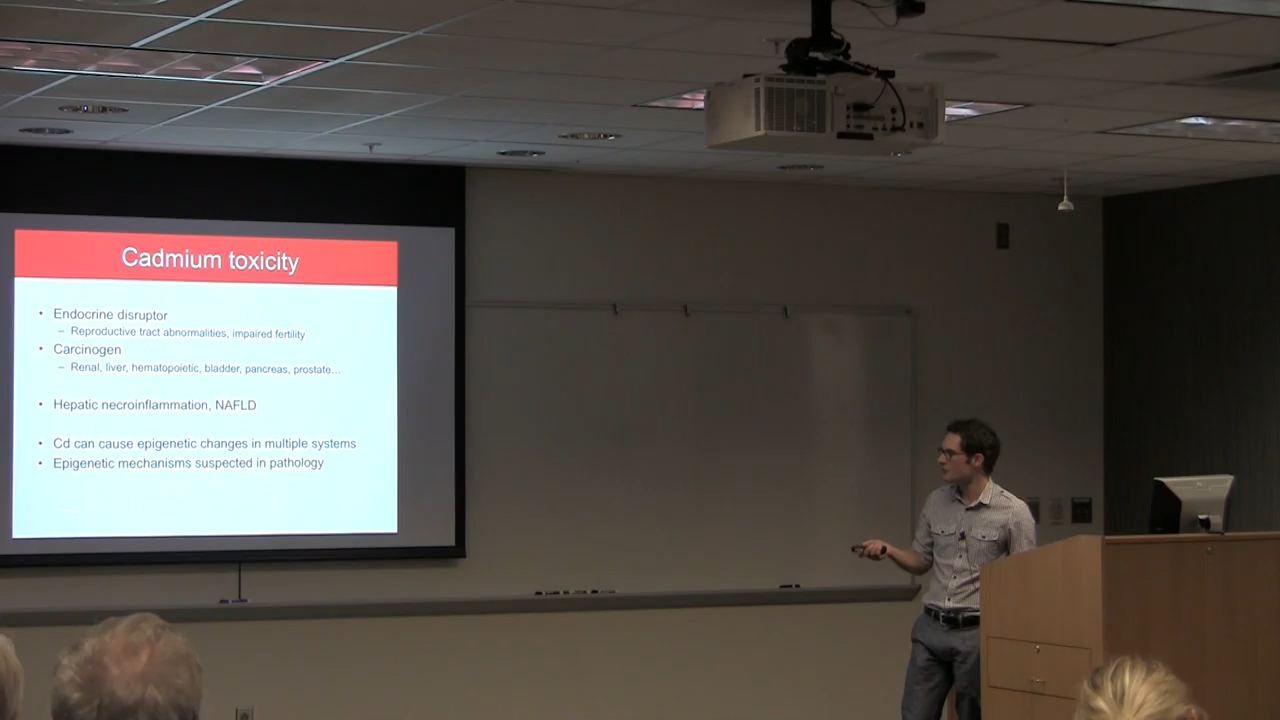 Cadmium toxicity
• Endocrine disruptor
– Reproductive tract abnormalities, impaired fertility
• Carcinogen
– Renal, liver, hematopoietic, bladder, pancreas, prostate…
• Hepatic necroinflammation, NAFLD
• Cd can cause epigenetic changes in multiple systems
• Epigenetic mechanisms suspected in pathology